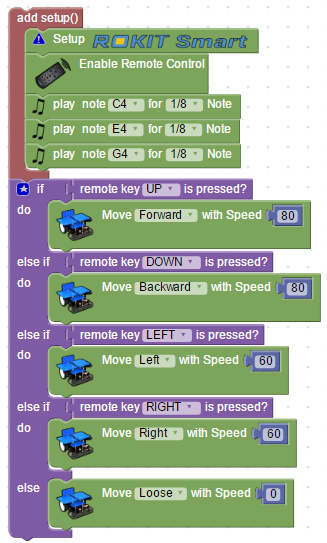 add setup()
Setup ROKIT Smart
Enable Remote Control
play note C4 for 1/8 Note
play note E4 for 1/8 Note
play note G4 for 1/8 Note
if remote key UP is pressed?
do Move Forward with Speed 80
else if remote key DOWN is pressed?
do Move Backward with Speed 80
else if remote key LEFT is pressed?
do Move Left with Speed 60
else if remote key RIGHT is pressed?
do Move Right with Speed 60
else Move Loose with Speed 0